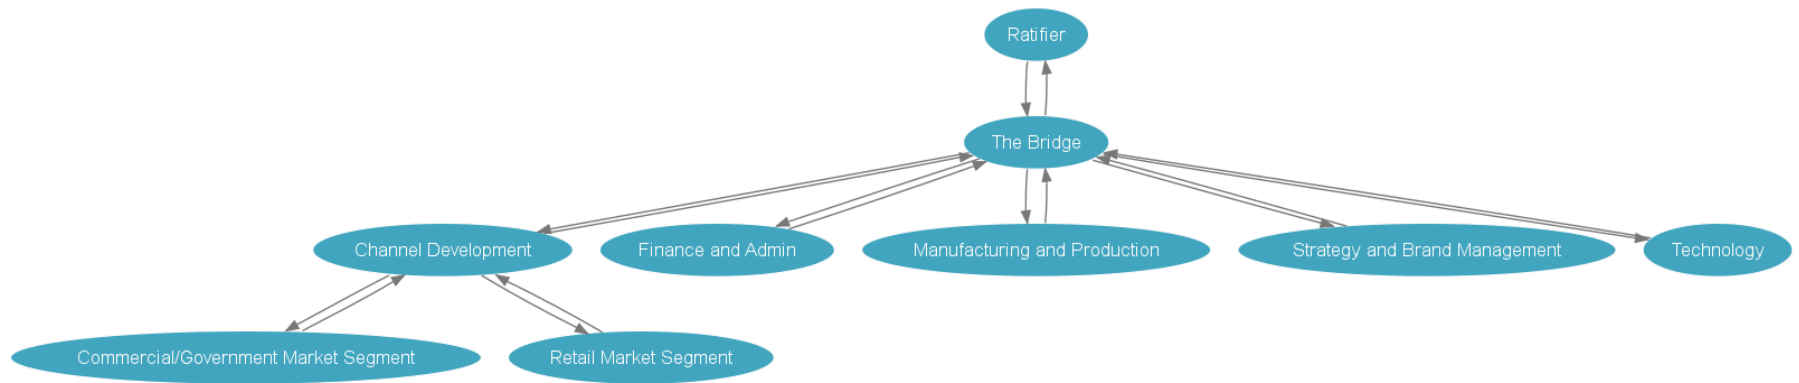 Ratifier
The Bridge
Channel Development
Finance and Admin
Manufacturing and Production
Strategy and Brand Management
Technology
Commercial/Government Market Segment
Retail Market Segment